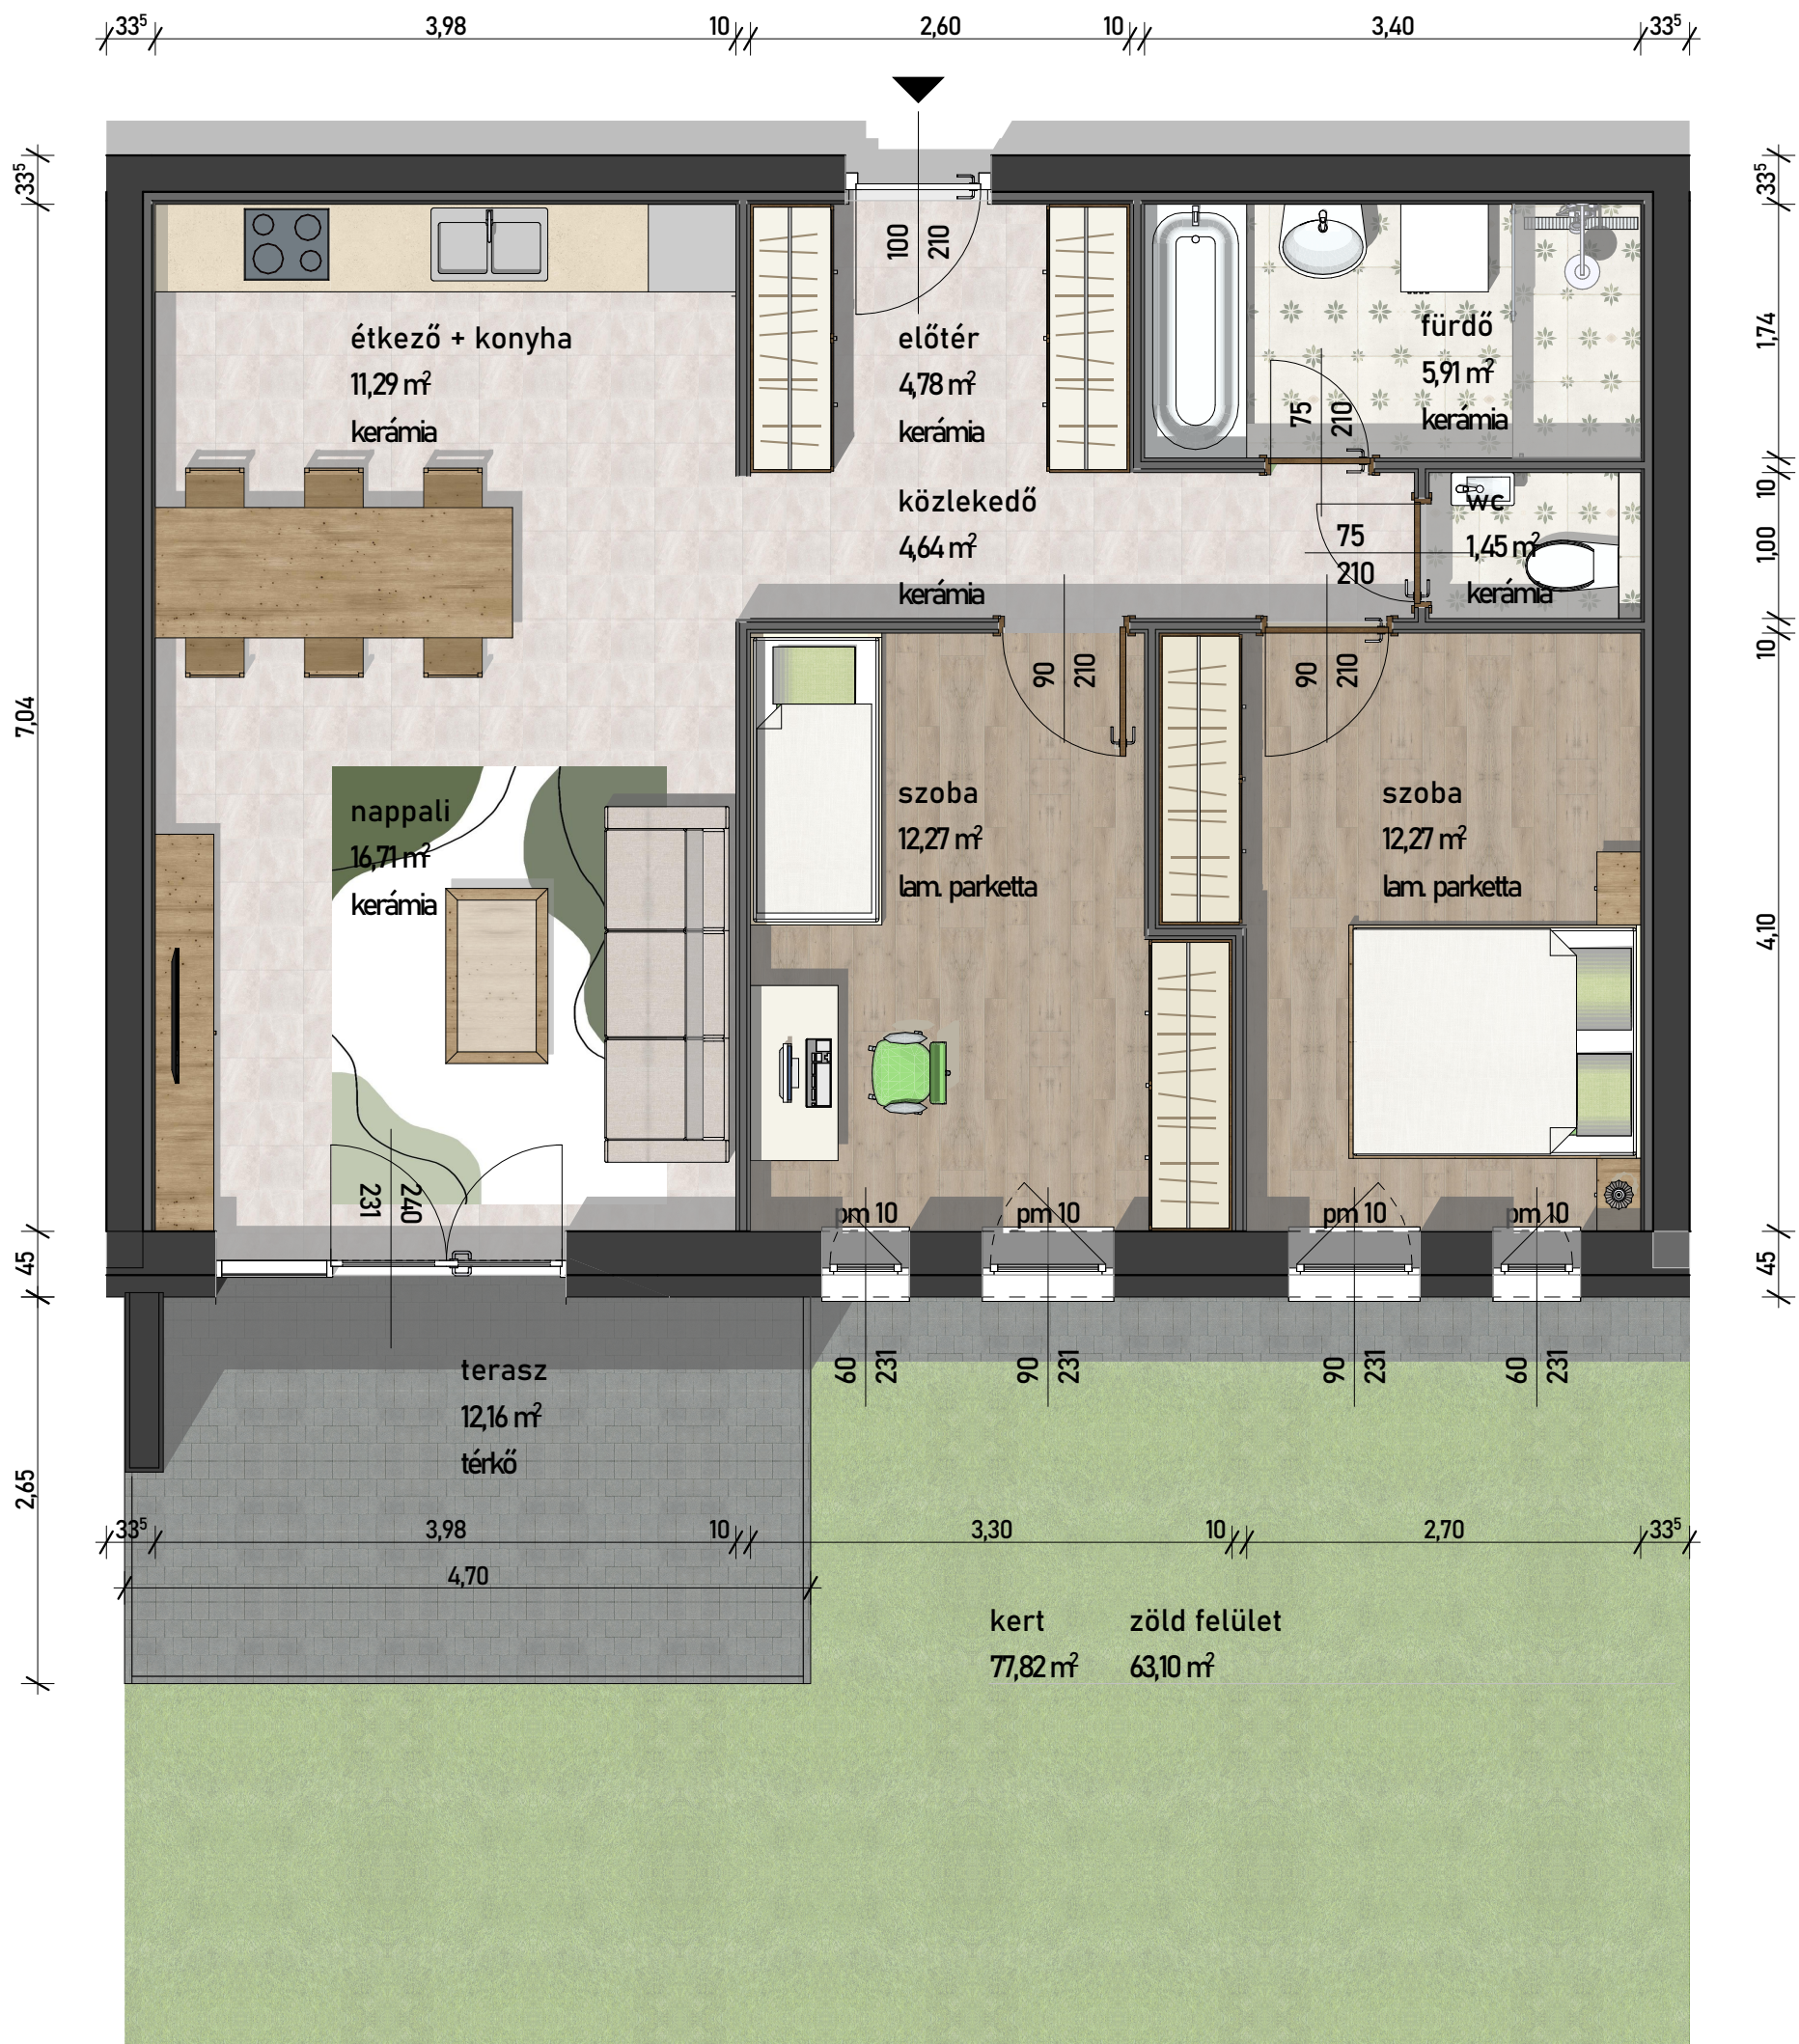 33⁵ 3,98 10 2,60 10 3,40 33⁵
33⁵
33⁵
100
210
étkező + konyha
11,29 m²
kerámia
előtér
4,78 m²
kerámia
fürdő
5,91 m²
kerámia
1,74
75
210
10
közlekedő
4,64 m²
kerámia
75
210
wc
1,45 m²
kerámia
1,00
10
90
210
90
210
7,04
nappali
16,71 m²
kerámia
szoba
12,27 m²
lam. parketta
szoba
12,27 m²
lam. parketta
4,10
231
240
pm 10
pm 10
pm 10
pm 10
45
45
60
231
90
231
90
231
60
231
terasz
12,16 m²
térkő
2,65
33⁵ 3,98 10 3,30 10 2,70 33⁵
4,70
kert
77,82 m²
zöld felület
63,10 m²